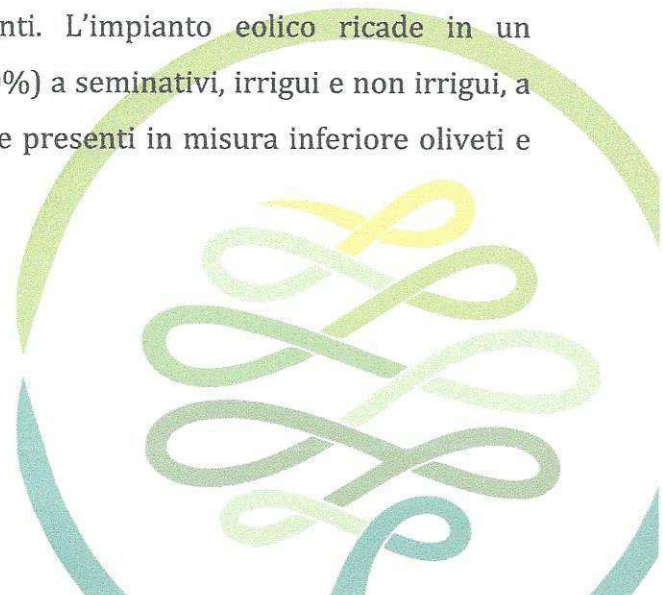 nti. L’impianto eolico ricade in un
%) a seminativi, irrigui e non irrigui, a
e presenti in misura inferiore oliveti e